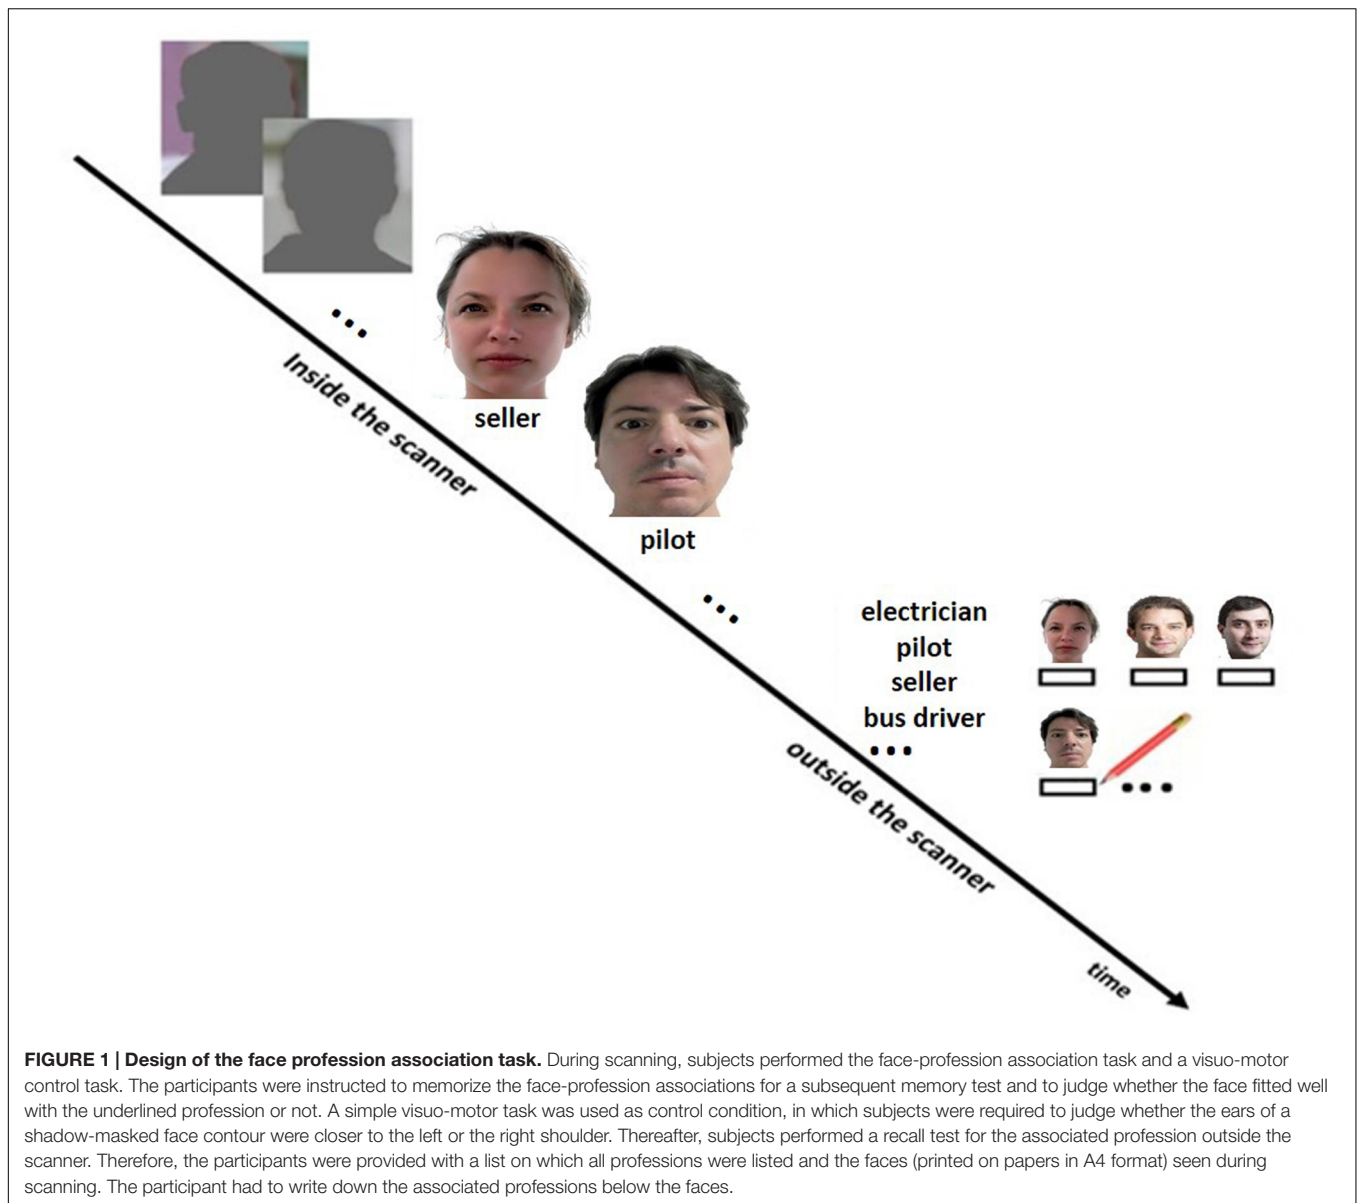 Inside the scanner
seller
pilot
electrician
pilot
seller
bus driver
outside the scanner
time
FIGURE 1 | Design of the face profession association task. During scanning, subjects performed the face-profession association task and a visuo-motor
control task. The participants were instructed to memorize the face-profession associations for a subsequent memory test and to judge whether the face fitted well
with the underlined profession or not. A simple visuo-motor task was used as control condition, in which subjects were required to judge whether the ears of a
shadow-masked face contour were closer to the left or the right shoulder. Thereafter, subjects performed a recall test for the associated profession outside the
scanner. Therefore, the participants were provided with a list on which all professions were listed and the faces (printed on papers in A4 format) seen during
scanning. The participant had to write down the associated professions below the faces.